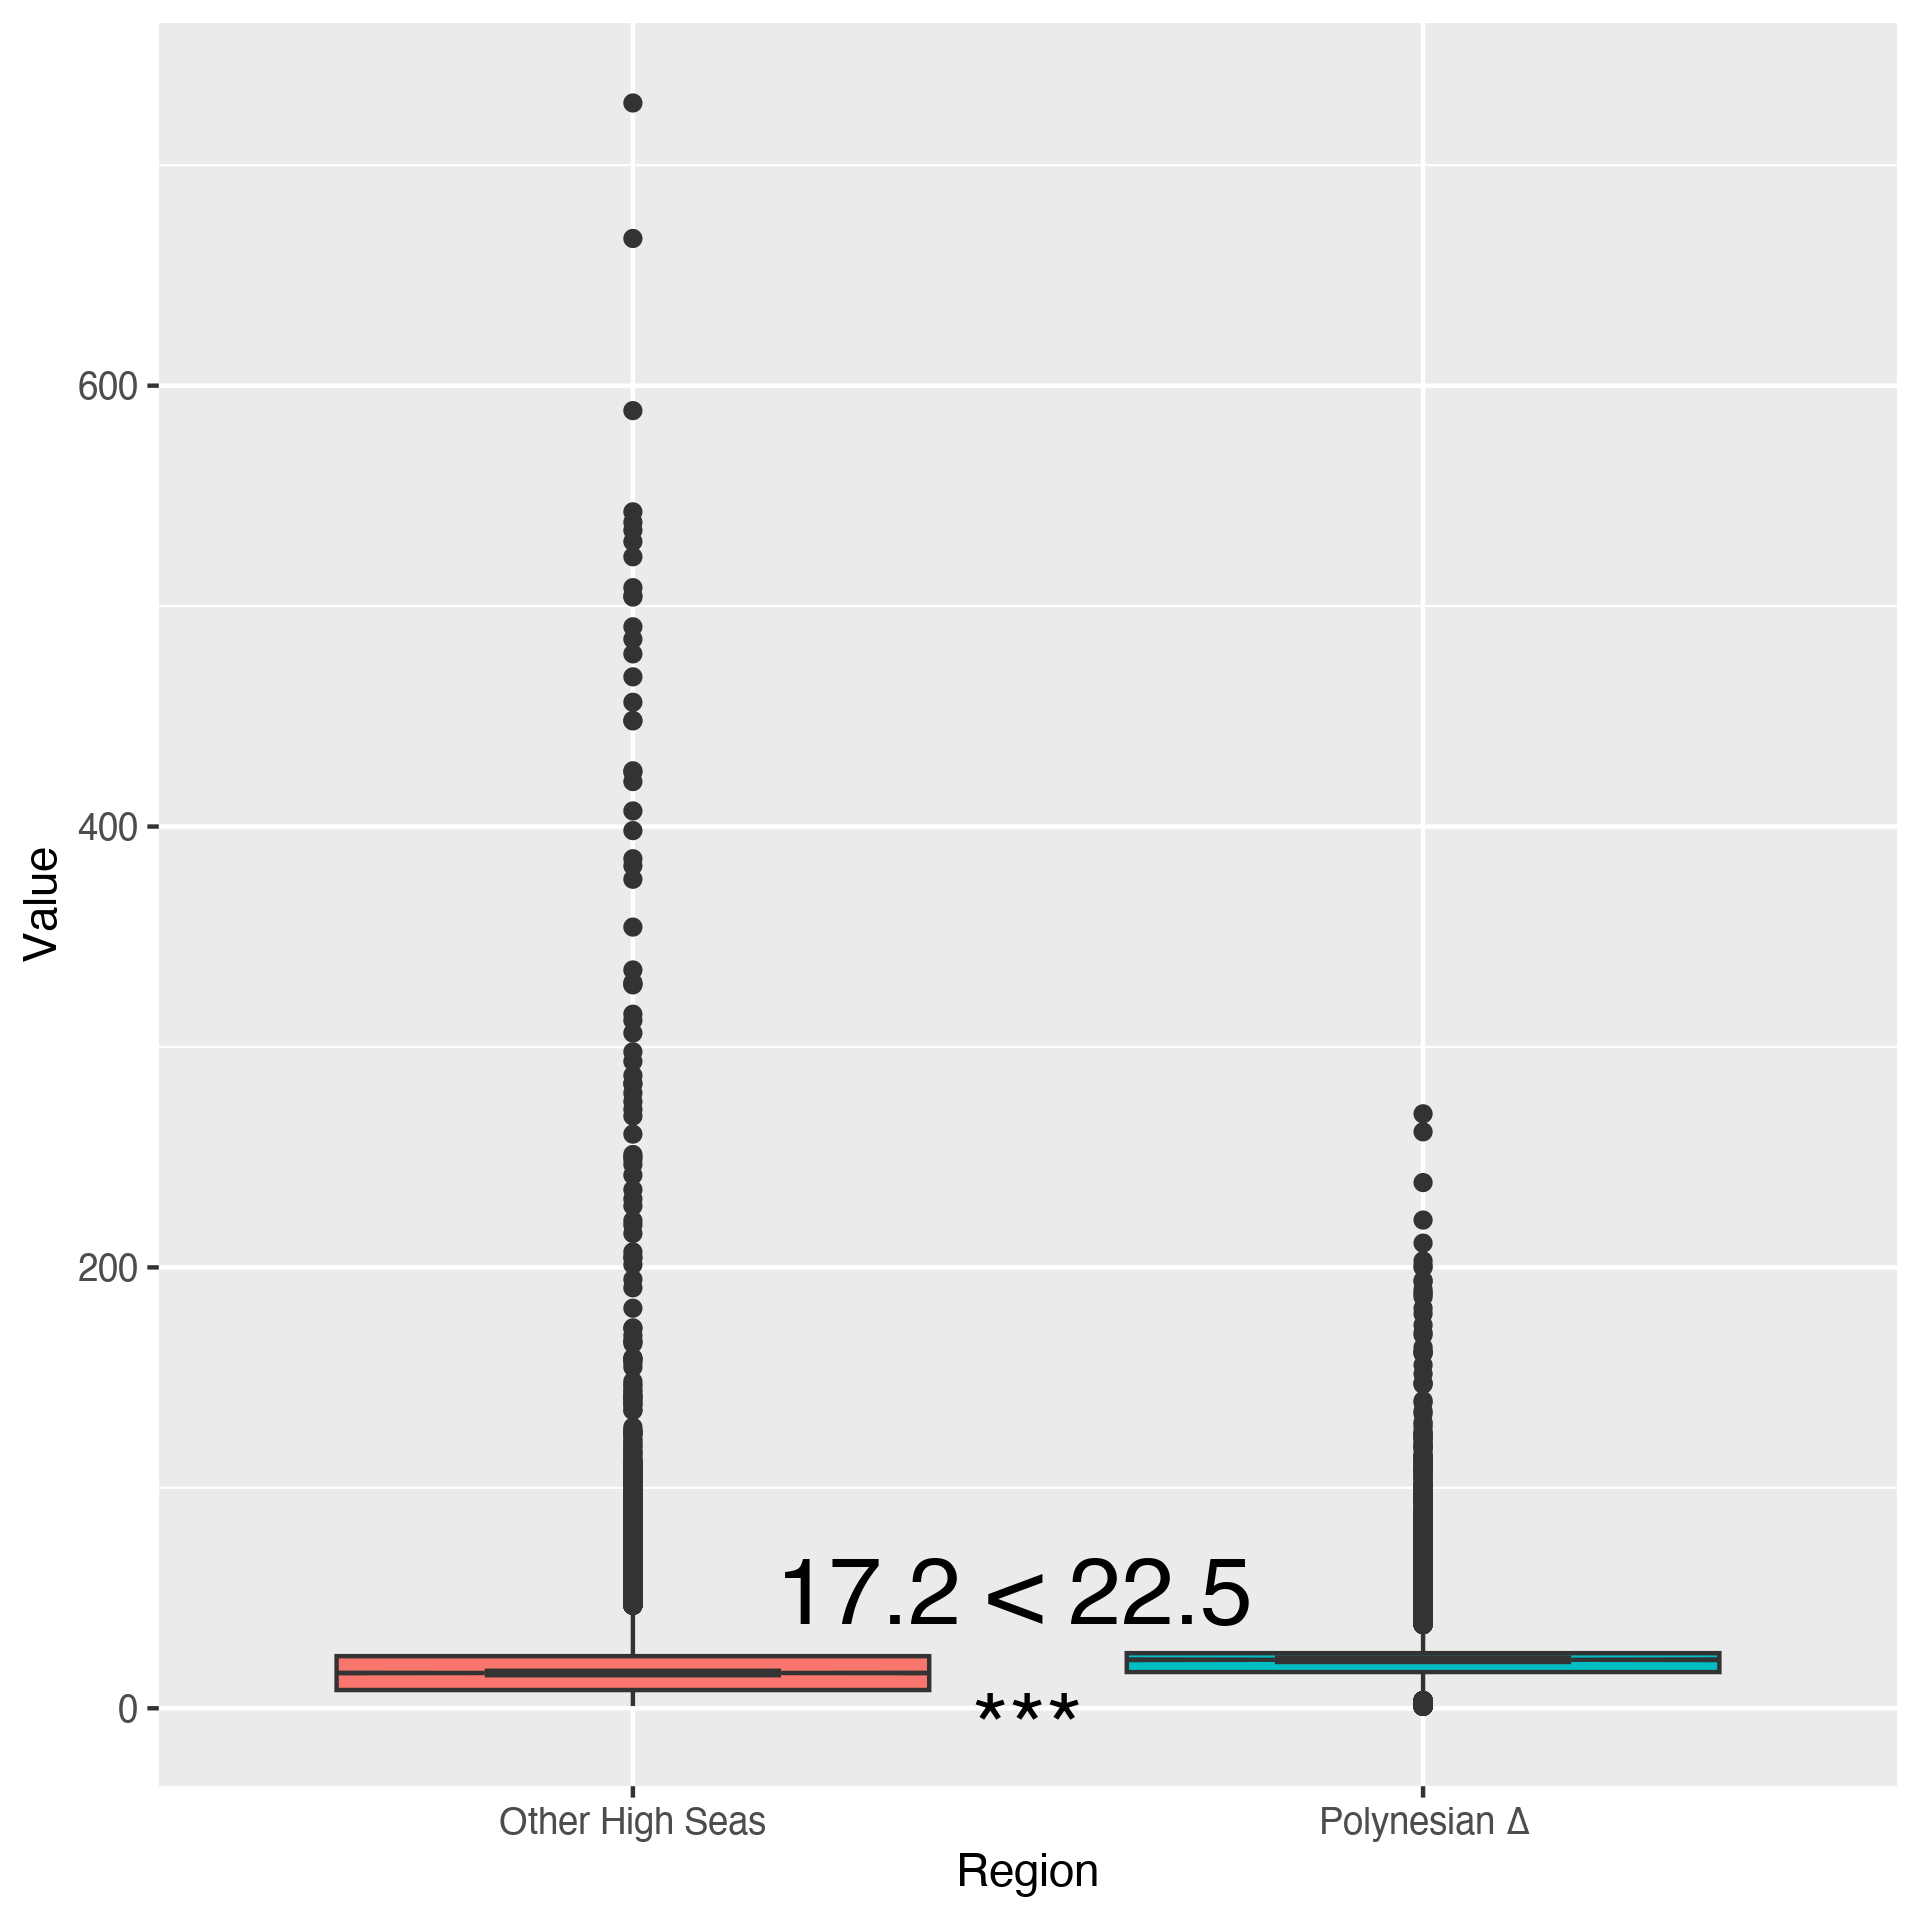 600
400
200
0
Value
17.2 < 22.5
***
Other High Seas
Polynesian Δ
Region